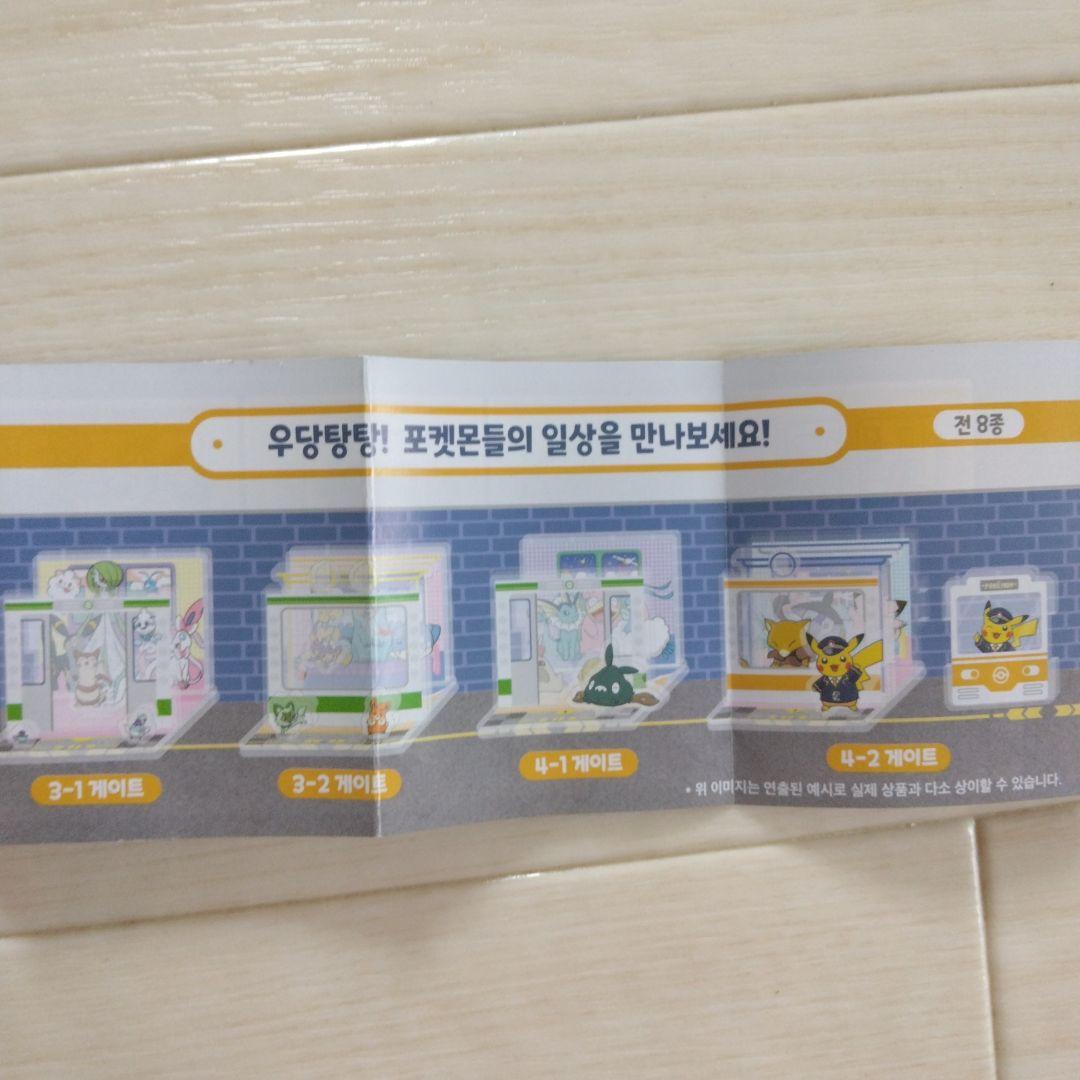 우당탕탕! 포켓몬들의 일상을 만나보세요!
전 8종
3-1 게이트
3-2 게이트
4-1 게이트
4-2 게이트
• 위 이미지는 연출된 예시로 실제 상품과 다소 상이할 수 있습니다.